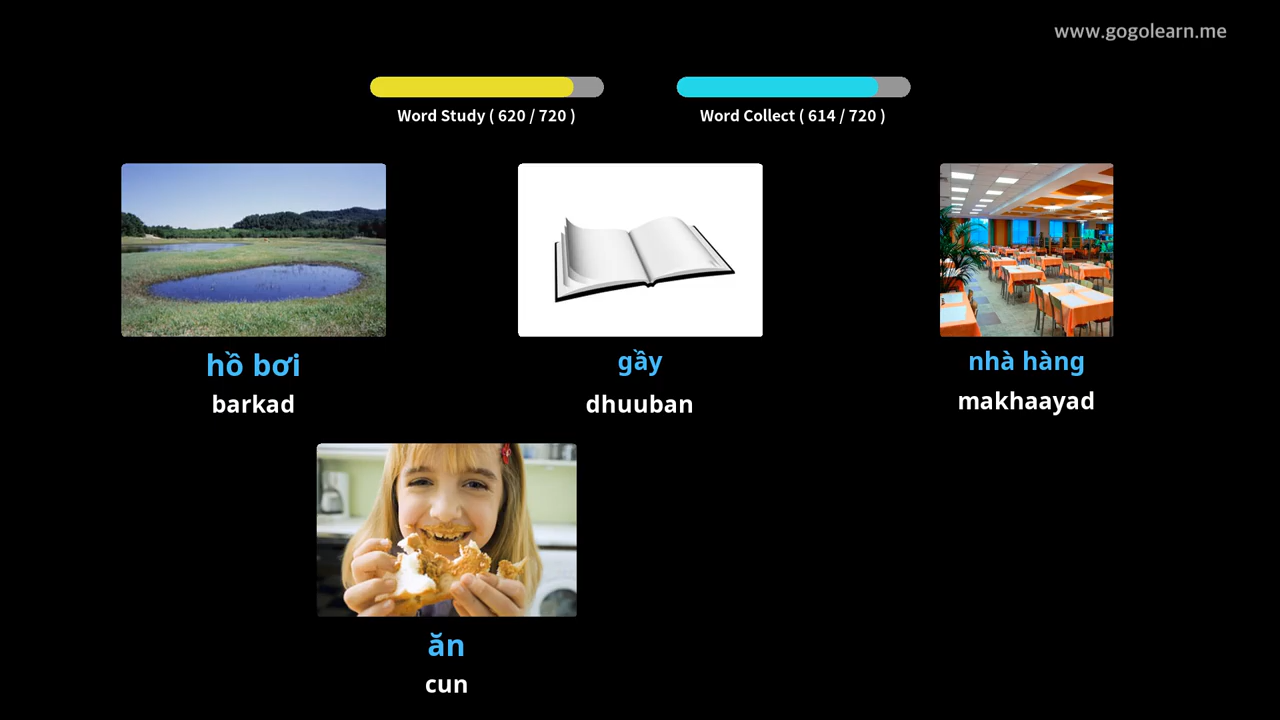 www.gogolearn.me
Word Study ( 620 / 720 )
Word Collect ( 614 / 720 )
hồ bơi
barkad
gầy
dhuuban
nhà hàng
makhaayad
ăn
cun